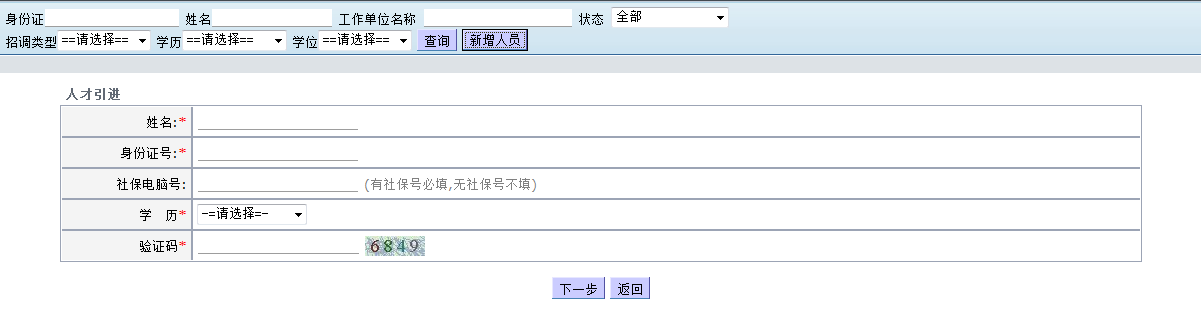 身份证 姓名 工作单位名称 状态 全部
招调类型 ==请选择== 学历 ==请选择== 学位 ==请选择== 查询 新增人员
人才引进
姓名:*
身份证号:*
社保电脑号: (有社保号必填,无社保号不填)
学 历* -=请选择=-
验证码* 6849
下一步 返回